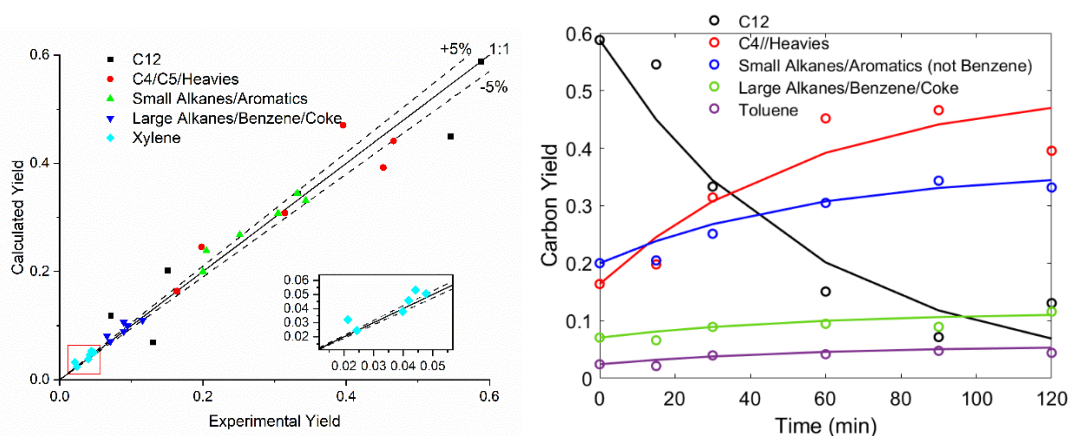 0.6
0.4
0.2
0.0
0.0
0.2
0.4
0.6
Calculated Yield
Experimental Yield
C12
C4/C5/Heavies
Small Alkanes/Aromatics
Large Alkanes/Benzene/Coke
Xylene
+5%
1:1
-5%
0.06
0.05
0.04
0.03
0.02
0.02 0.03 0.04 0.05
0.6
0.5
0.4
0.3
0.2
0.1
0
0 20 40 60 80 100 120
Carbon Yield
Time (min)
C12
C4//Heavies
Small Alkanes/Aromatics (not Benzene)
Large Alkanes/Benzene/Coke
Toluene